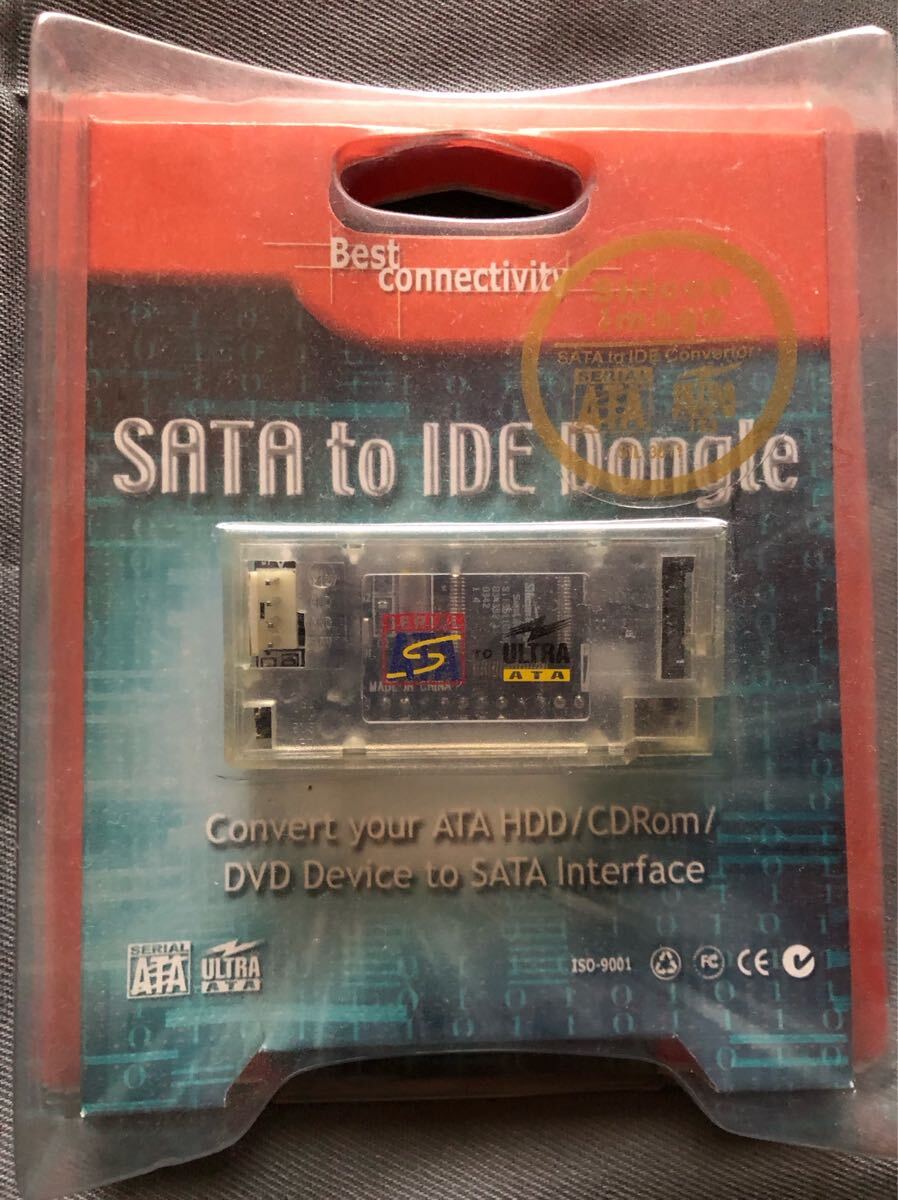 Best
connectivity
Silicon
Image
SATA to IDE Convertor
SERIAL
ATA
SATA to IDE Dongle
SERIAL
ATA
TO
ULTRA
ATA
MADE IN CHINA
Convert your ATA HDD/CDRom/
DVD Device to SATA Interface
SERIAL
ATA
ULTRA
ATA
ISO-9001
FC
CE